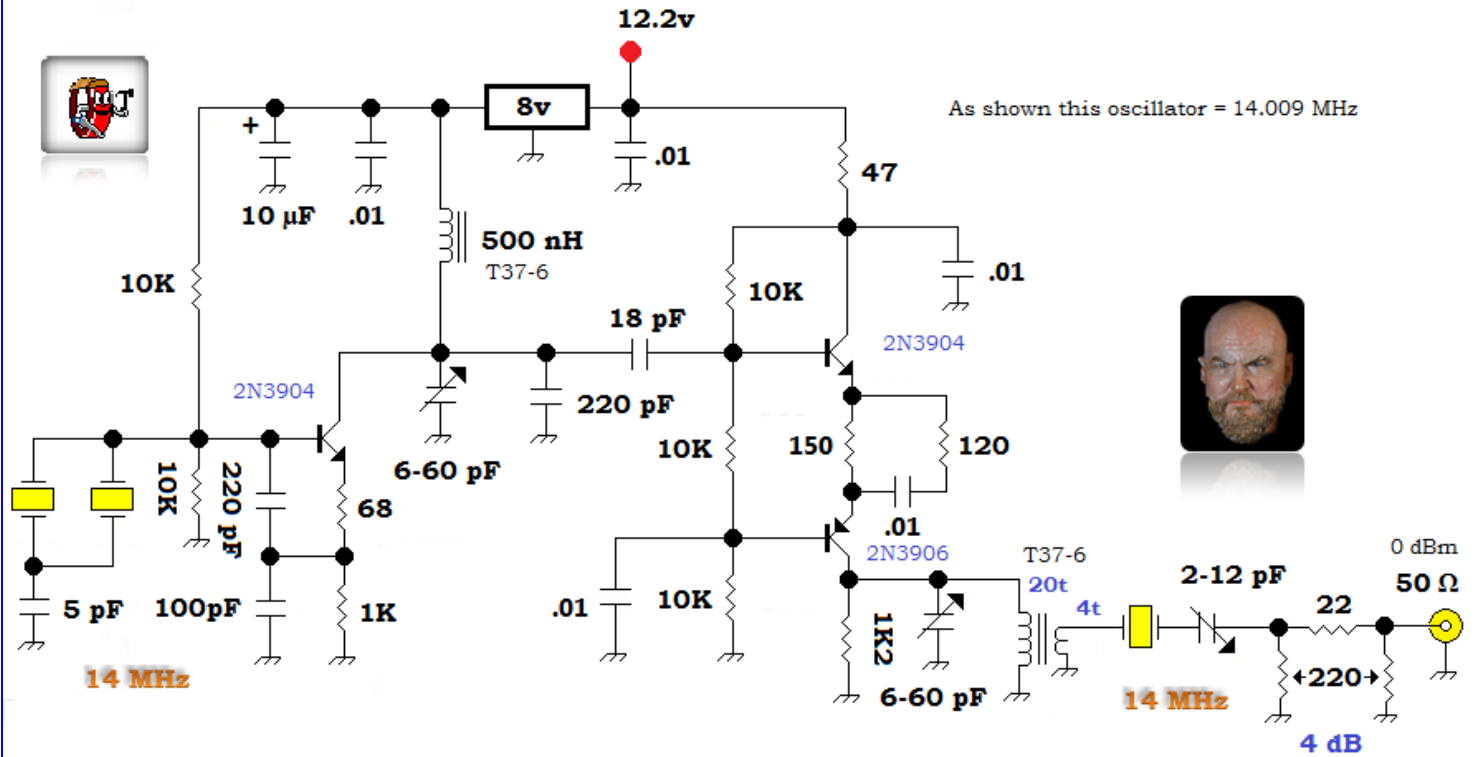 12.2v
8v
As shown this oscillator = 14.009 MHz
+
.01
47
10 µF
.01
500 nH
T37-6
10K
10K
.01
18 pF
2N3904
2N3904
220 pF
6-60 pF
10K
150
120
10K
220 pF
68
.01
2N3906
T37-6
0 dBm
20t
2-12 pF
50 Ω
5 pF
100pF
1K
.01
10K
4t
22
1K2
14 MHz
6-60 pF
14 MHz
220
4 dB